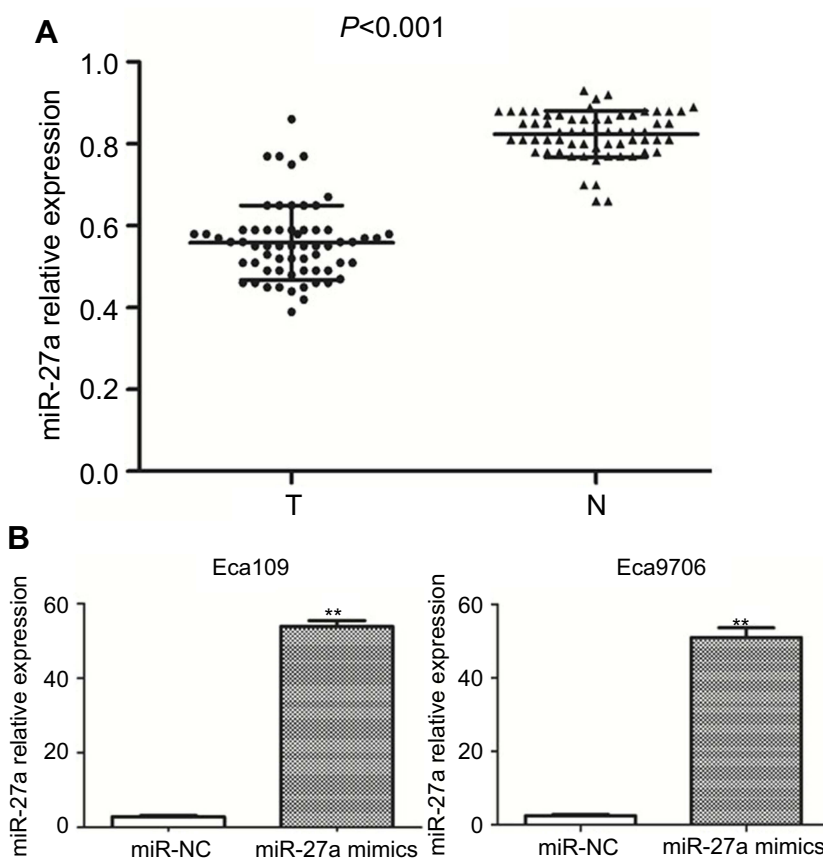 A
P<0.001
miR-27a relative expression
1.0
0.8
0.6
0.4
0.2
0.0
T
N
B
Eca109
miR-27a relative expression
60
40
20
0
**
miR-NC
miR-27a mimics
Eca9706
miR-27a relative expression
60
40
20
0
**
miR-NC
miR-27a mimics